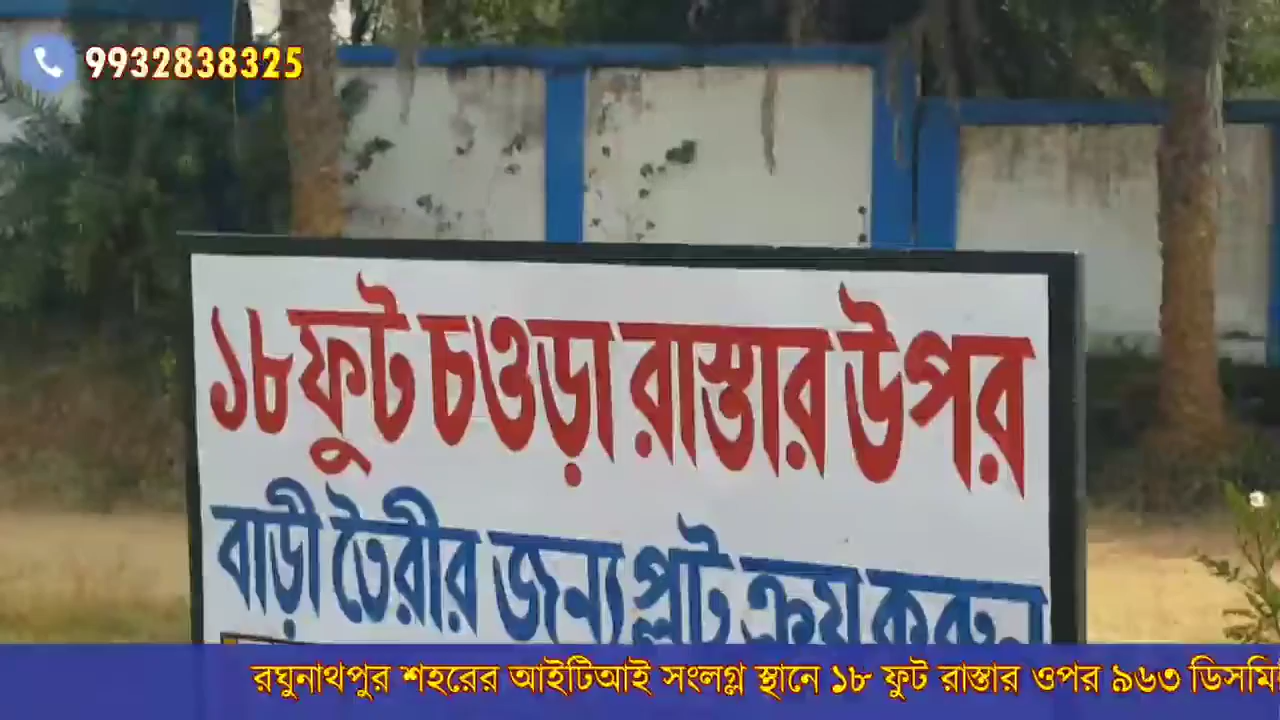 9932838325
১৮ফুট চওড়া রাস্তার উপর
বাড়ী তৈরীর জন্য প্লট ক্রয় করুন
রঘুনাথপুর শহরের আইটিআই সংলগ্ন স্থানে ১৮ ফুট রাস্তার ওপর ৯৬৩ ডিসমি